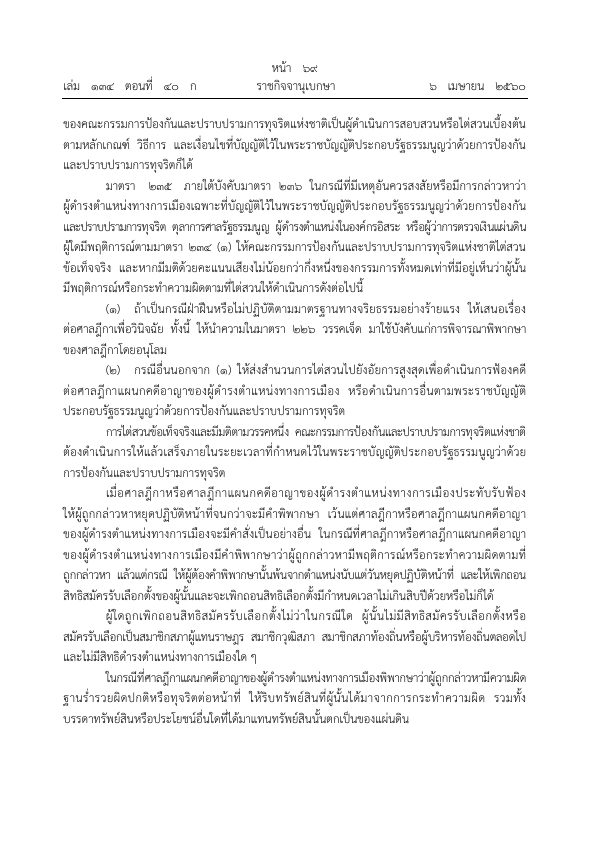 หน้า ๖๙
เล่ม ๑๓๔ ตอนที่ ๔๐ ก ราชกิจจานุเบกษา ๖ เมษายน ๒๕๖๐
ของคณะกรรมการป้องกันและปราบปรามการทุจริตแห่งชาติเป็นผู้ดำเนินการสอบสวนหรือไต่สวนเบื้องต้น
ตามหลักเกณฑ์ วิธีการ และเงื่อนไขที่บัญญัติไว้ในพระราชบัญญัติประกอบรัฐธรรมนูญว่าด้วยการป้องกัน
และปราบปรามการทุจริตก็ได้
มาตรา ๒๓๕ ภายใต้บังคับมาตรา ๒๓๖ ในกรณีที่มีเหตุอันควรสงสัยหรือมีการกล่าวหาว่า
ผู้ดำรงตำแหน่งทางการเมืองเฉพาะที่บัญญัติไว้ในพระราชบัญญัติประกอบรัฐธรรมนูญว่าด้วยการป้องกัน
และปราบปรามการทุจริต ตุลาการศาลรัฐธรรมนูญ ผู้ดำรงตำแหน่งในองค์กรอิสระ หรือผู้ว่าการตรวจเงินแผ่นดิน
ผู้ใดมีพฤติการณ์ตามมาตรา ๒๓๔ (๑) ให้คณะกรรมการป้องกันและปราบปรามการทุจริตแห่งชาติไต่สวน
ข้อเท็จจริง และหากมีมติด้วยคะแนนเสียงไม่น้อยกว่ากึ่งหนึ่งของกรรมการทั้งหมดเท่าที่มีอยู่เห็นว่าผู้นั้น
มีพฤติการณ์หรือกระทำความผิดตามที่ไต่สวนให้ดำเนินการดังต่อไปนี้
(๑) ถ้าเป็นกรณีฝ่าฝืนหรือไม่ปฏิบัติตามมาตรฐานทางจริยธรรมอย่างร้ายแรง ให้เสนอเรื่อง
ต่อศาลฎีกาเพื่อวินิจฉัย ทั้งนี้ ให้นำความในมาตรา ๒๒๖ วรรคเจ็ด มาใช้บังคับแก่การพิจารณาพิพากษา
ของศาลฎีกาโดยอนุโลม
(๒) กรณีอื่นนอกจาก (๑) ให้ส่งสำนวนการไต่สวนไปยังอัยการสูงสุดเพื่อดำเนินการฟ้องคดี
ต่อศาลฎีกาแผนกคดีอาญาของผู้ดำรงตำแหน่งทางการเมือง หรือดำเนินการอื่นตามพระราชบัญญัติ
ประกอบรัฐธรรมนูญว่าด้วยการป้องกันและปราบปรามการทุจริต
การไต่สวนข้อเท็จจริงและมีมติตามวรรคหนึ่ง คณะกรรมการป้องกันและปราบปรามการทุจริตแห่งชาติ
ต้องดำเนินการให้แล้วเสร็จภายในระยะเวลาที่กำหนดไว้ในพระราชบัญญัติประกอบรัฐธรรมนูญว่าด้วย
การป้องกันและปราบปรามการทุจริต
เมื่อศาลฎีกาหรือศาลฎีกาแผนกคดีอาญาของผู้ดำรงตำแหน่งทางการเมืองประทับรับฟ้อง
ให้ผู้ถูกกล่าวหาหยุดปฏิบัติหน้าที่จนกว่าจะมีคำพิพากษา เว้นแต่ศาลฎีกาหรือศาลฎีกาแผนกคดีอาญา
ของผู้ดำรงตำแหน่งทางการเมืองจะมีคำสั่งเป็นอย่างอื่น ในกรณีที่ศาลฎีกาหรือศาลฎีกาแผนกคดีอาญา
ของผู้ดำรงตำแหน่งทางการเมืองมีคำพิพากษาว่าผู้ถูกกล่าวหามีพฤติการณ์หรือกระทำความผิดตามที่
ถูกกล่าวหา แล้วแต่กรณี ให้ผู้ต้องคำพิพากษานั้นพ้นจากตำแหน่งนับแต่วันหยุดปฏิบัติหน้าที่ และให้เพิกถอน
สิทธิสมัครรับเลือกตั้งของผู้นั้นและจะเพิกถอนสิทธิเลือกตั้งมีกำหนดเวลาไม่เกินสิบปีด้วยหรือไม่ก็ได้
ผู้ใดถูกเพิกถอนสิทธิสมัครรับเลือกตั้งไม่ว่าในกรณีใด ผู้นั้นไม่มีสิทธิสมัครรับเลือกตั้งหรือ
สมัครรับเลือกเป็นสมาชิกสภาผู้แทนราษฎร สมาชิกวุฒิสภา สมาชิกสภาท้องถิ่นหรือผู้บริหารท้องถิ่นตลอดไป
และไม่มีสิทธิดำรงตำแหน่งทางการเมืองใด ๆ
ในกรณีที่ศาลฎีกาแผนกคดีอาญาของผู้ดำรงตำแหน่งทางการเมืองพิพากษาว่าผู้ถูกกล่าวหามีความผิด
ฐานร่ำรวยผิดปกติหรือทุจริตต่อหน้าที่ ให้ริบทรัพย์สินที่ผู้นั้นได้มาจากการกระทำความผิด รวมทั้ง
บรรดาทรัพย์สินหรือประโยชน์อื่นใดที่ได้มาแทนทรัพย์สินนั้นตกเป็นของแผ่นดิน